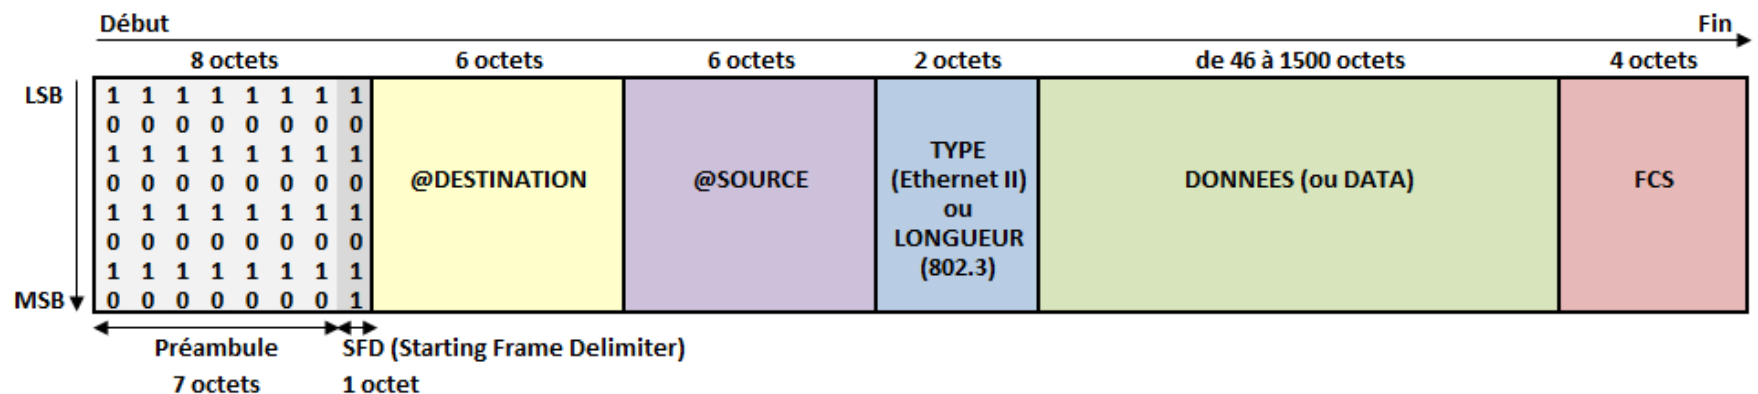 Début Fin
8 octets 6 octets 6 octets 2 octets de 46 à 1500 octets 4 octets
LSB 1 1 1 1 1 1 1 1
0 0 0 0 0 0 0 0
1 1 1 1 1 1 1 1
0 0 0 0 0 0 0 0
1 1 1 1 1 1 1 1
0 0 0 0 0 0 0 0
1 1 1 1 1 1 1 1
MSB 0 0 0 0 0 0 0 1
@DESTINATION
@SOURCE
TYPE
(Ethernet II)
ou
LONGUEUR
(802.3)
DONNEES (ou DATA)
FCS
Préambule
7 octets
SFD (Starting Frame Delimiter)
1 octet